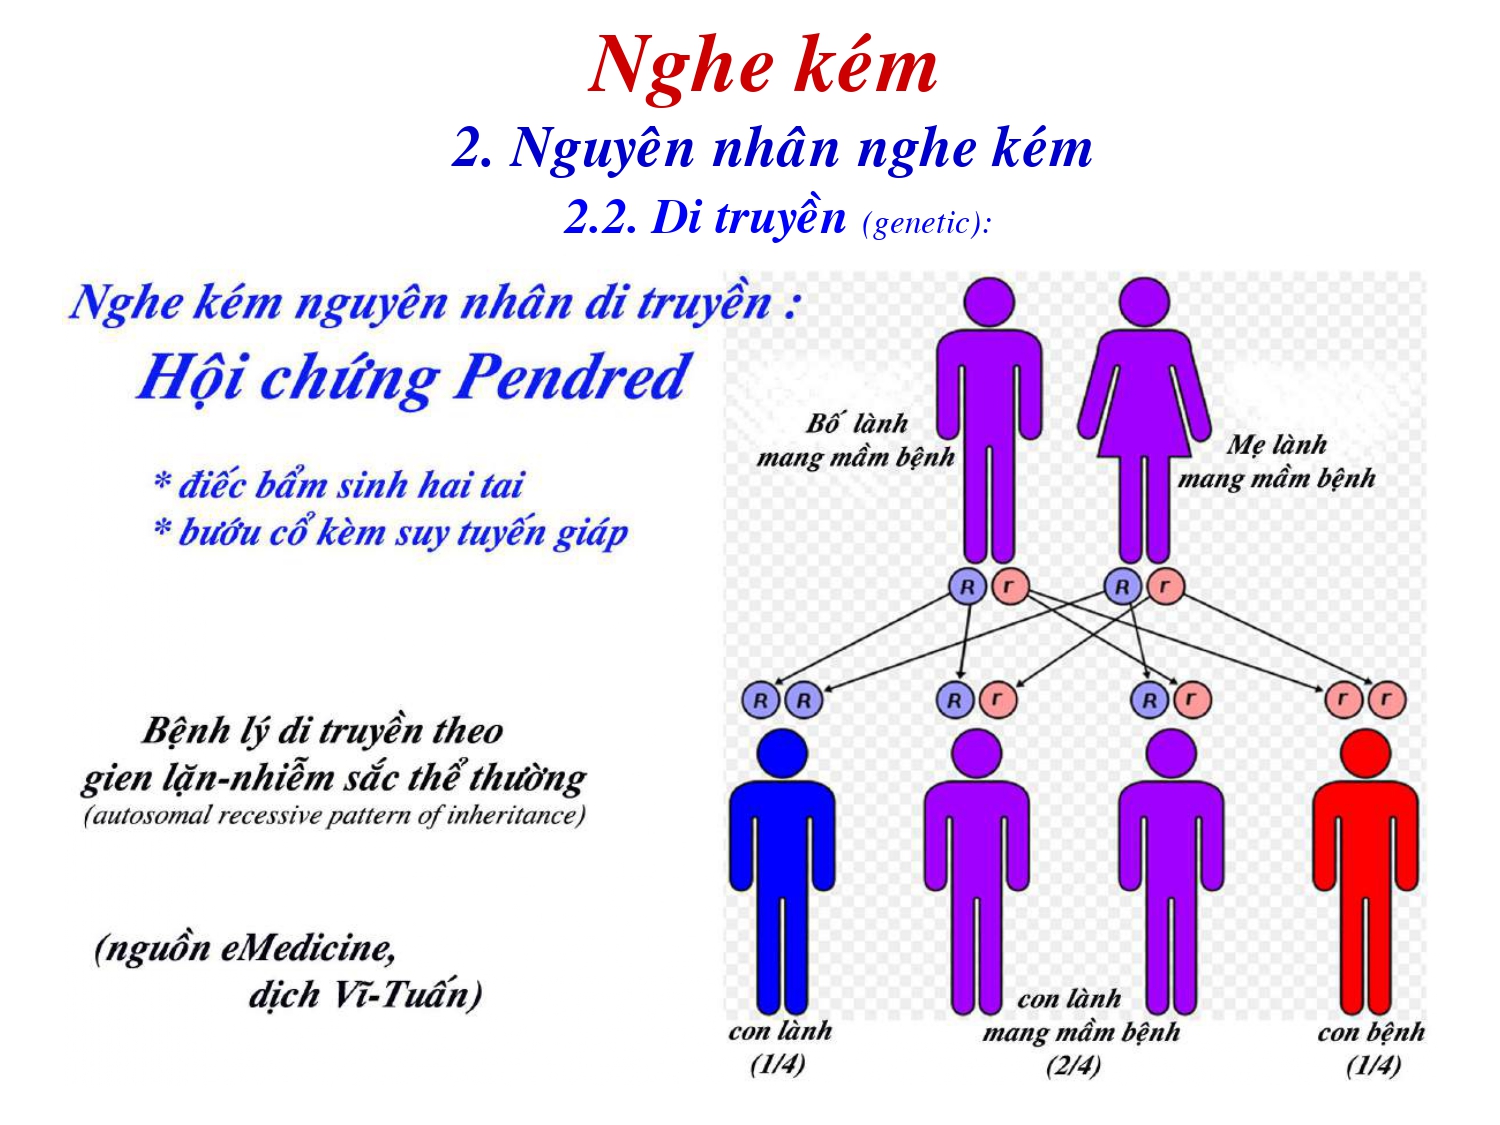 Nghe kém
2. Nguyên nhân nghe kém
2.2. Di truyền (genetic):
Nghe kém nguyên nhân di truyền :
Hội chứng Pendred
* điếc bẩm sinh hai tai
* bướu cổ kèm suy tuyến giáp
Bệnh lý di truyền theo
gien lặn-nhiễm sắc thể thường
(autosomal recessive pattern of inheritance)
(nguồn eMedicine,
dịch Vĩ-Tuấn)
Bố lành
mang mầm bệnh
Mẹ lành
mang mầm bệnh
R r R r
R R R r R r r r
con lành
(1/4)
con lành
mang mầm bệnh
(2/4)
con bệnh
(1/4)